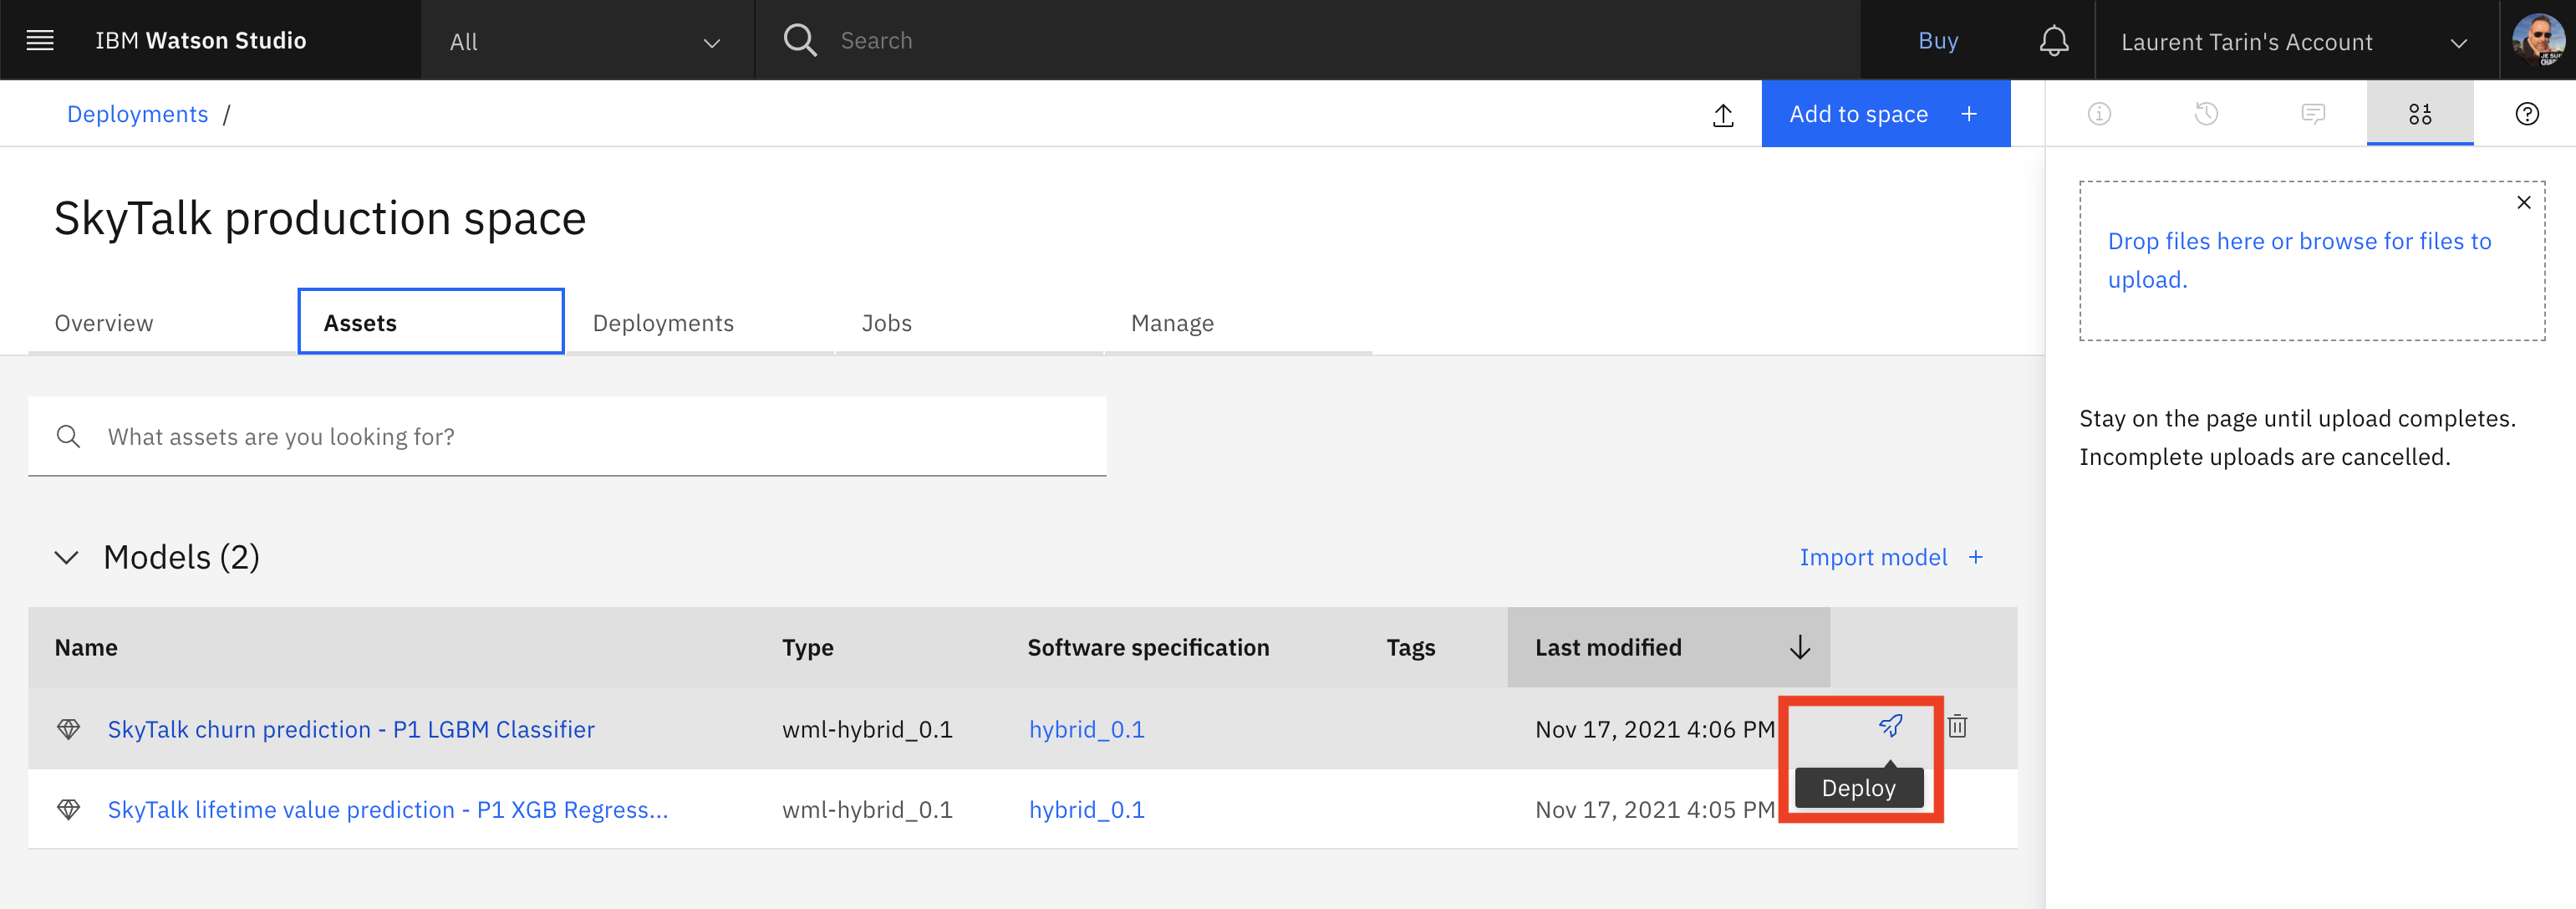 IBM Watson Studio
All
Search
Buy
Laurent Tarin's Account
Deployments /
Add to space +
SkyTalk production space
Overview
Assets
Deployments
Jobs
Manage
What assets are you looking for?
Models (2)
Import model +
Name Type Software specification Tags Last modified
SkyTalk churn prediction - P1 LGBM Classifier wml-hybrid_0.1 hybrid_0.1 Nov 17, 2021 4:06 PM
Deploy
SkyTalk lifetime value prediction - P1 XGB Regress... wml-hybrid_0.1 hybrid_0.1 Nov 17, 2021 4:05 PM
Drop files here or browse for files to
upload.
Stay on the page until upload completes.
Incomplete uploads are cancelled.